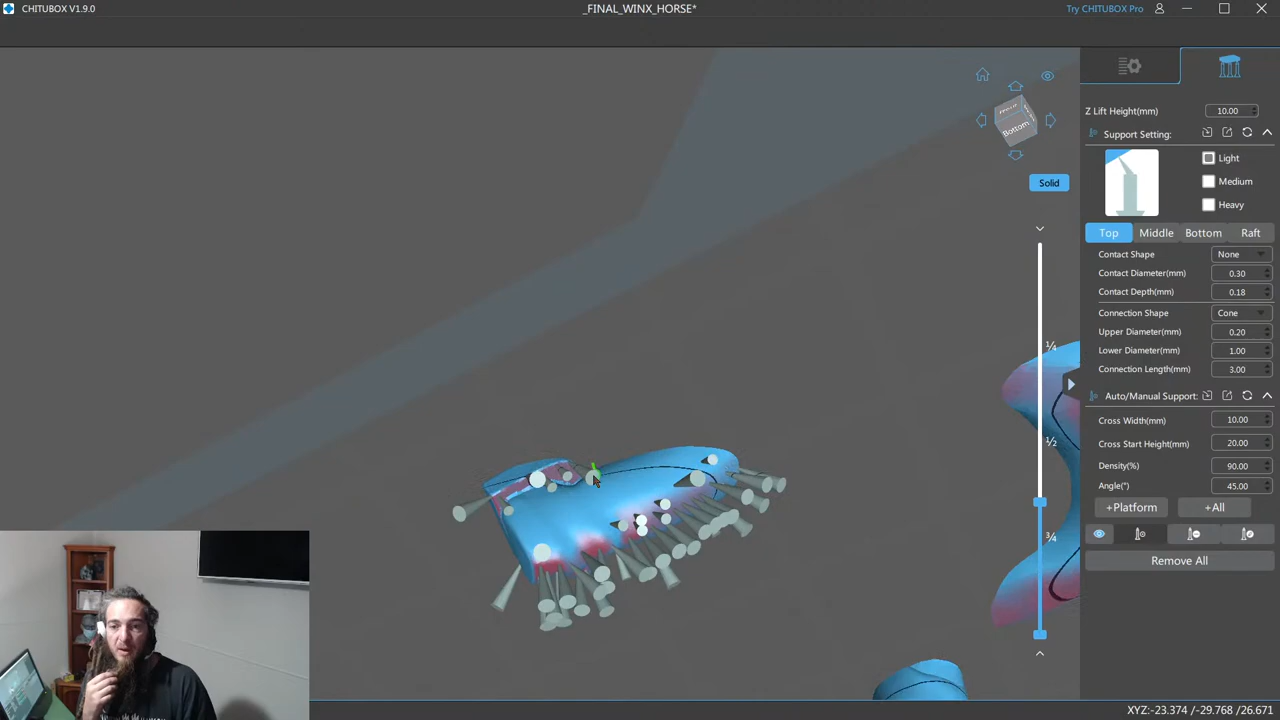 CHITUBOX V1.9.0
_FINAL_WINX_HORSE*
Try CHITUBOX Pro
Z Lift Height(mm) 10.00
Support Setting:
Light
Medium
Heavy
Bottom
Solid
Top Middle Bottom Raft
Contact Shape None
Contact Diameter(mm) 0.30
Contact Depth(mm) 0.18
Connection Shape Cone
Upper Diameter(mm) 0.20
Lower Diameter(mm) 1.00
Connection Length(mm) 3.00
¼
Auto/Manual Support:
Cross Width(mm) 10.00
½
Cross Start Height(mm) 20.00
Density(%) 90.00
Angle(°) 45.00
+Platform +All
¾
Remove All
XYZ:-23.374 /-29.768 /26.671